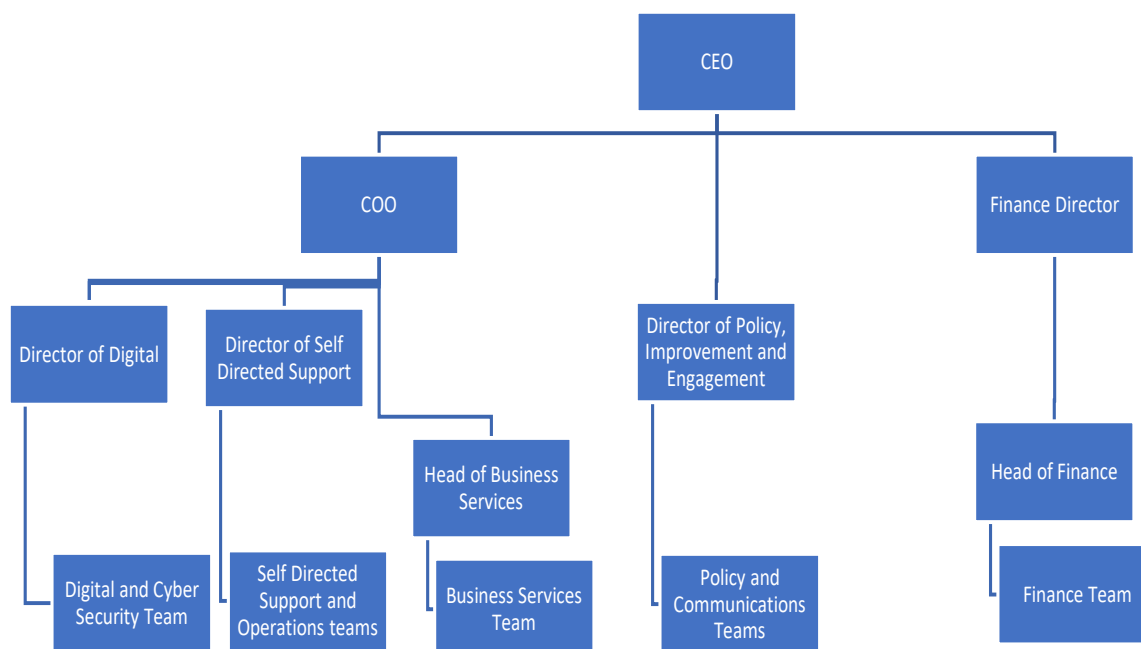 CEO
COO
Finance Director
Director of Digital
Director of Self
Directed Support
Director of Policy,
Improvement and
Engagement
Head of Business
Services
Head of Finance
Digital and Cyber
Security Team
Self Directed
Support and
Operations teams
Business Services
Team
Policy and
Communications
Teams
Finance Team